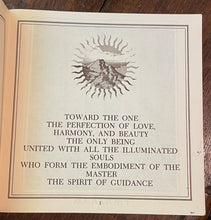 TOWARD THE ONE
THE PERFECTION OF LOVE,
HARMONY, AND BEAUTY
THE ONLY BEING
UNITED WITH ALL THE ILLUMINATED
SOULS
WHO FORM THE EMBODIMENT OF THE
MASTER
THE SPIRIT OF GUIDANCE
1